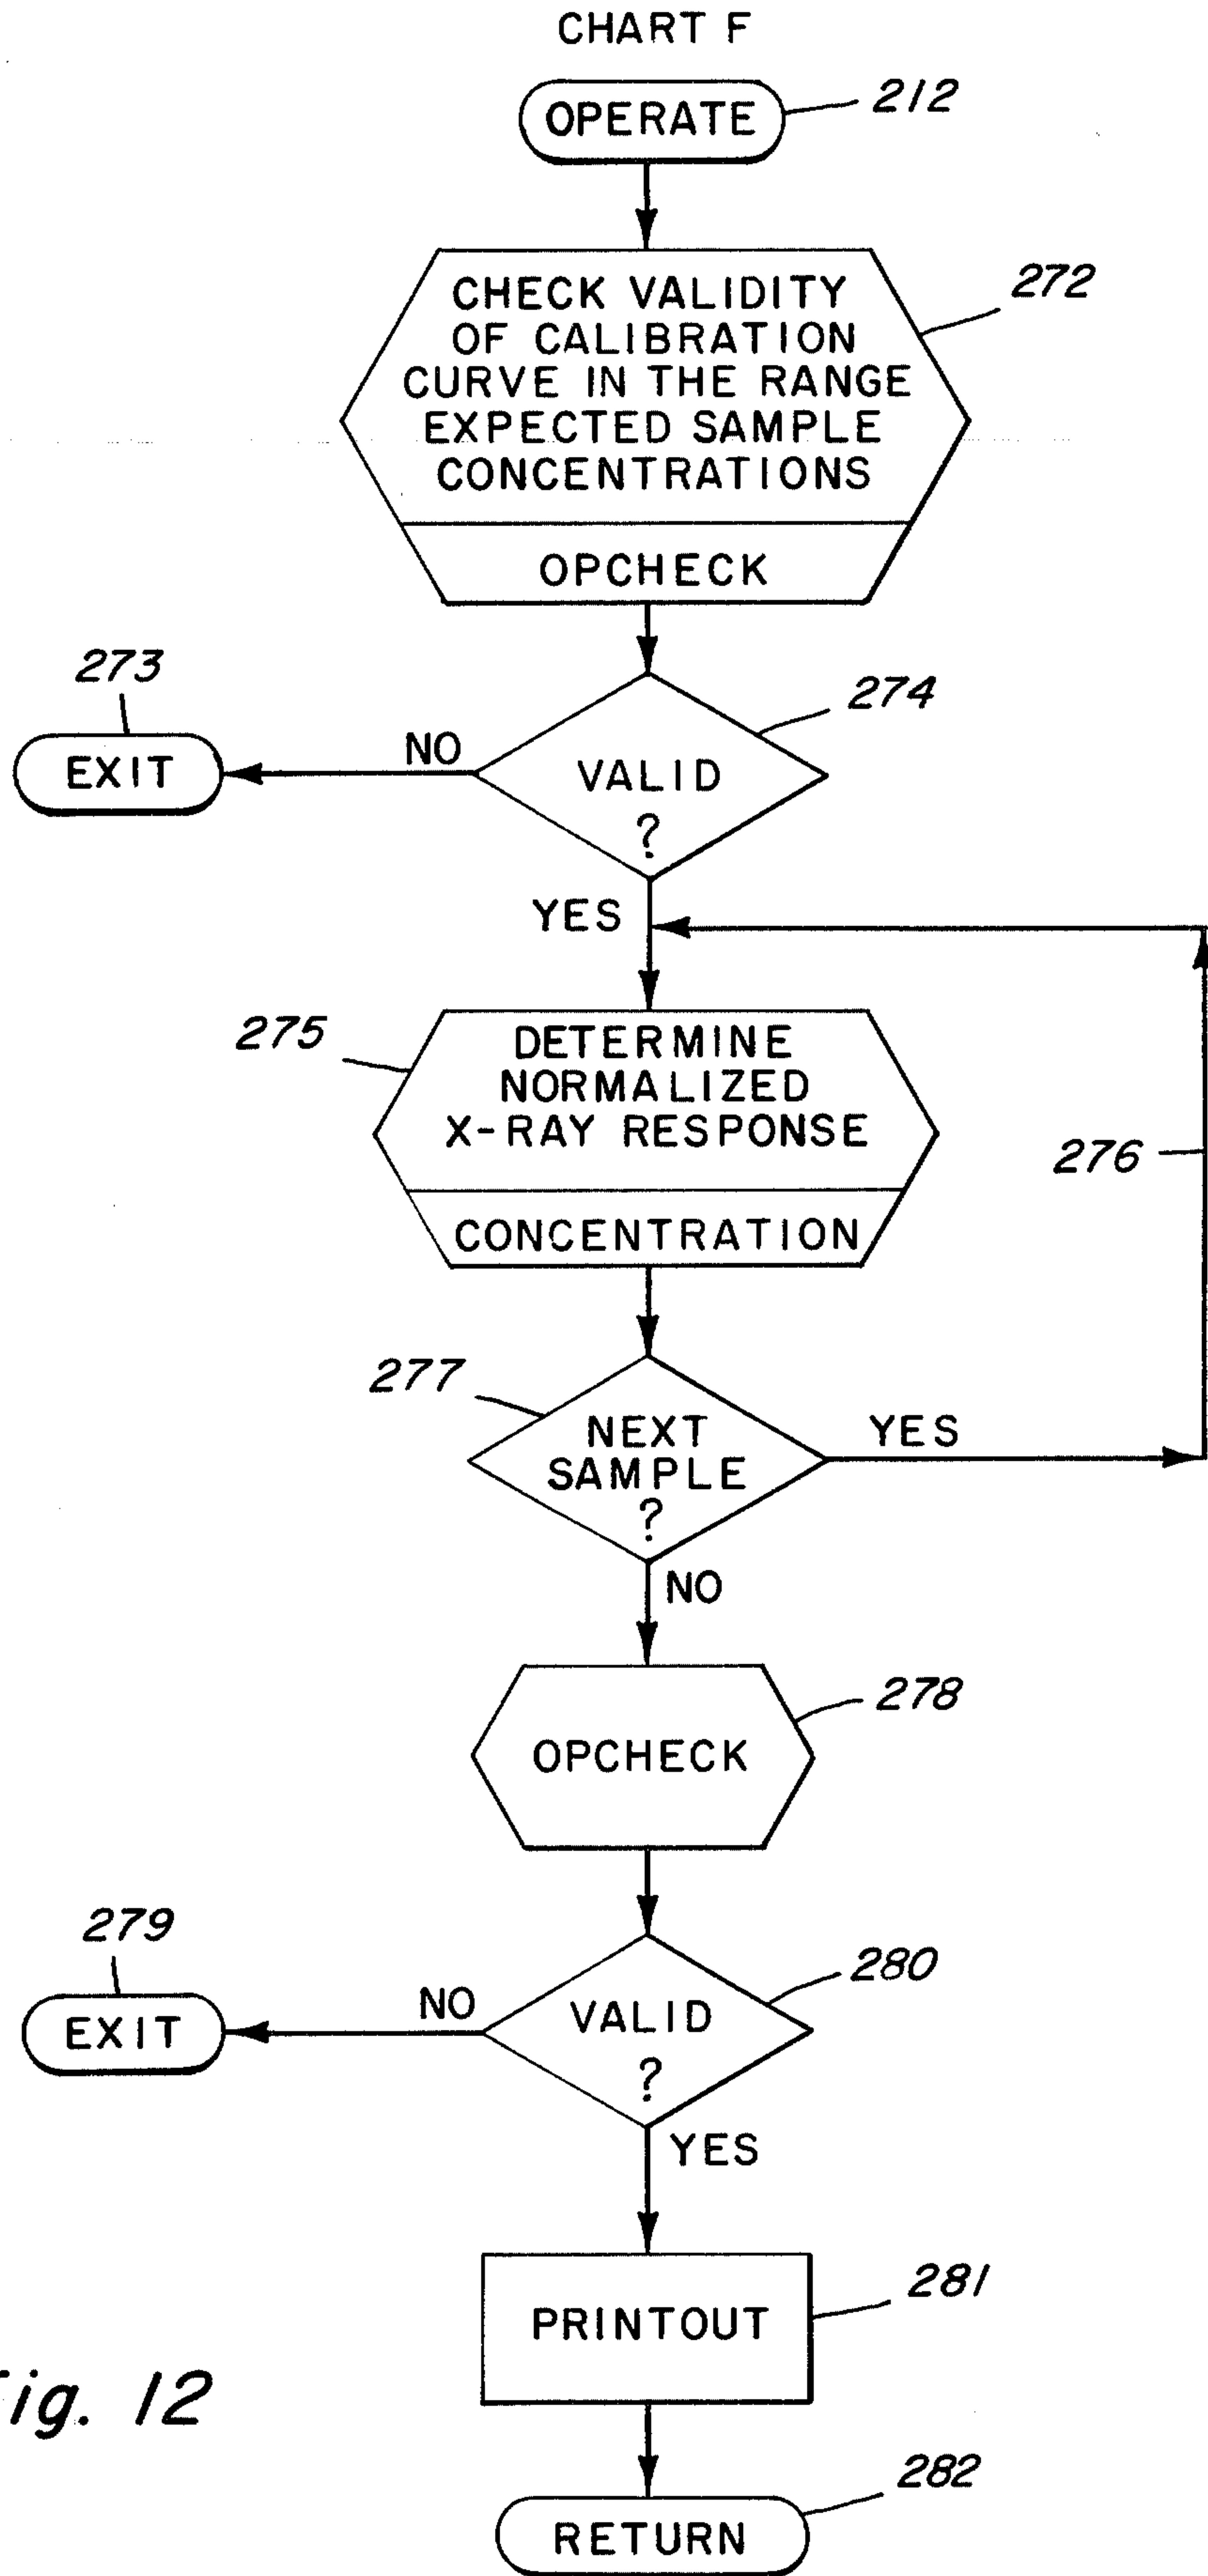 CHART F
OPERATE
212
CHECK VALIDITY
OF CALIBRATION
CURVE IN THE RANGE
EXPECTED SAMPLE
CONCENTRATIONS
OPCHECK
272
273
EXIT
NO
VALID
?
274
YES
275
DETERMINE
NORMALIZED
X-RAY RESPONSE
CONCENTRATION
276
277
NEXT
SAMPLE
?
YES
NO
OPCHECK
278
279
EXIT
NO
VALID
?
280
YES
PRINTOUT
281
Fig. 12
RETURN
282